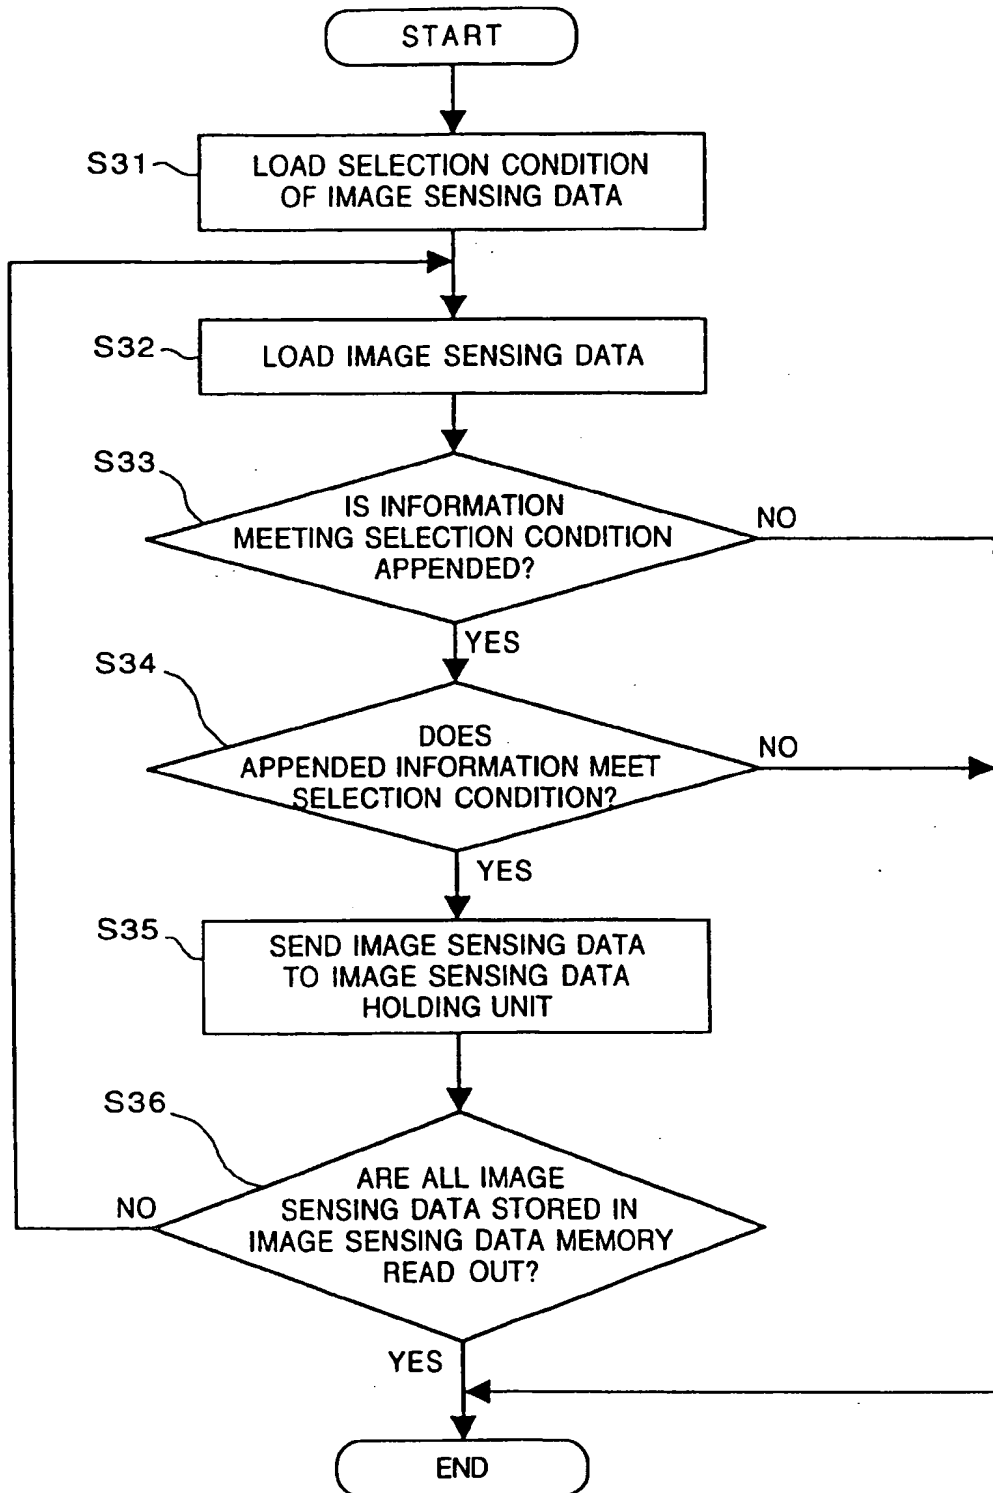 START
S31
LOAD SELECTION CONDITION
OF IMAGE SENSING DATA
S32
LOAD IMAGE SENSING DATA
S33
IS INFORMATION
MEETING SELECTION CONDITION
APPENDED?
NO
YES
S34
DOES
APPENDED INFORMATION MEET
SELECTION CONDITION?
NO
YES
S35
SEND IMAGE SENSING DATA
TO IMAGE SENSING DATA
HOLDING UNIT
S36
ARE ALL IMAGE
SENSING DATA STORED IN
IMAGE SENSING DATA MEMORY
READ OUT?
NO
YES
END